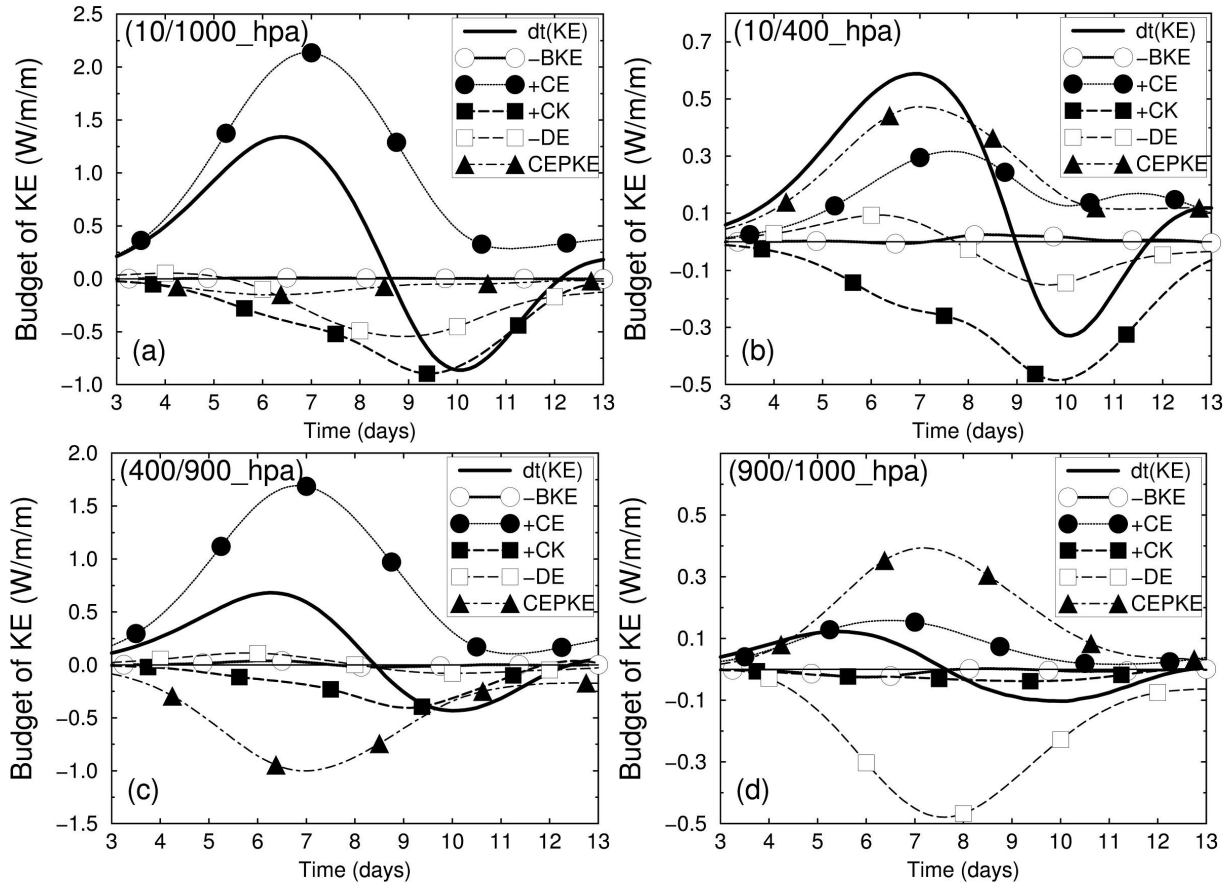 (10/1000_hpa)
dt(KE)
−BKE
+CE
+CK
−DE
CEPKE
2.5
2.0
1.5
1.0
0.5
0.0
−0.5
−1.0
Budget of KE (W/m/m)
(a)
3 4 5 6 7 8 9 10 11 12 13
Time (days)
(10/400_hpa)
dt(KE)
−BKE
+CE
+CK
−DE
CEPKE
0.7
0.5
0.3
0.1
−0.1
−0.3
−0.5
Budget of KE (W/m/m)
(b)
3 4 5 6 7 8 9 10 11 12 13
Time (days)
(400/900_hpa)
dt(KE)
−BKE
+CE
+CK
−DE
CEPKE
2.0
1.5
1.0
0.5
0.0
−0.5
−1.0
−1.5
Budget of KE (W/m/m)
(c)
3 4 5 6 7 8 9 10 11 12 13
Time (days)
(900/1000_hpa)
dt(KE)
−BKE
+CE
+CK
−DE
CEPKE
0.5
0.3
0.1
−0.1
−0.3
−0.5
Budget of KE (W/m/m)
(d)
3 4 5 6 7 8 9 10 11 12 13
Time (days)